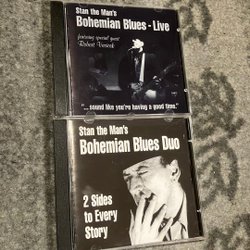 Stan the Man's
Bohemian Blues - Live
featuring special guest
Robert Vaneek
"... sound like you're having a good time."
Stan the Man's
Bohemian Blues Duo
2 Sides
to Every
Story